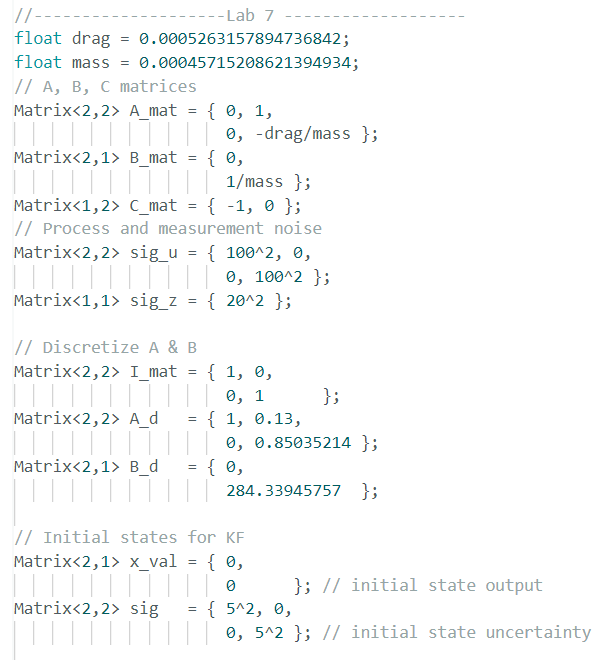 //--------------------Lab 7 -------------------
float drag = 0.0005263157894736842;
float mass = 0.00045715208621394934;
// A, B, C matrices
Matrix<2,2> A_mat = { 0, 1,
0, -drag/mass };
Matrix<2,1> B_mat = { 0,
1/mass };
Matrix<1,2> C_mat = { -1, 0 };
// Process and measurement noise
Matrix<2,2> sig_u = { 100^2, 0,
0, 100^2 };
Matrix<1,1> sig_z = { 20^2 };
// Discretize A & B
Matrix<2,2> I_mat = { 1, 0,
0, 1      };
Matrix<2,2> A_d   = { 1, 0.13,
0, 0.85035214 };
Matrix<2,1> B_d   = { 0,
284.33945757  };
// Initial states for KF
Matrix<2,1> x_val = { 0,
0      }; // initial state output
Matrix<2,2> sig   = { 5^2, 0,
0, 5^2 }; // initial state uncertainty